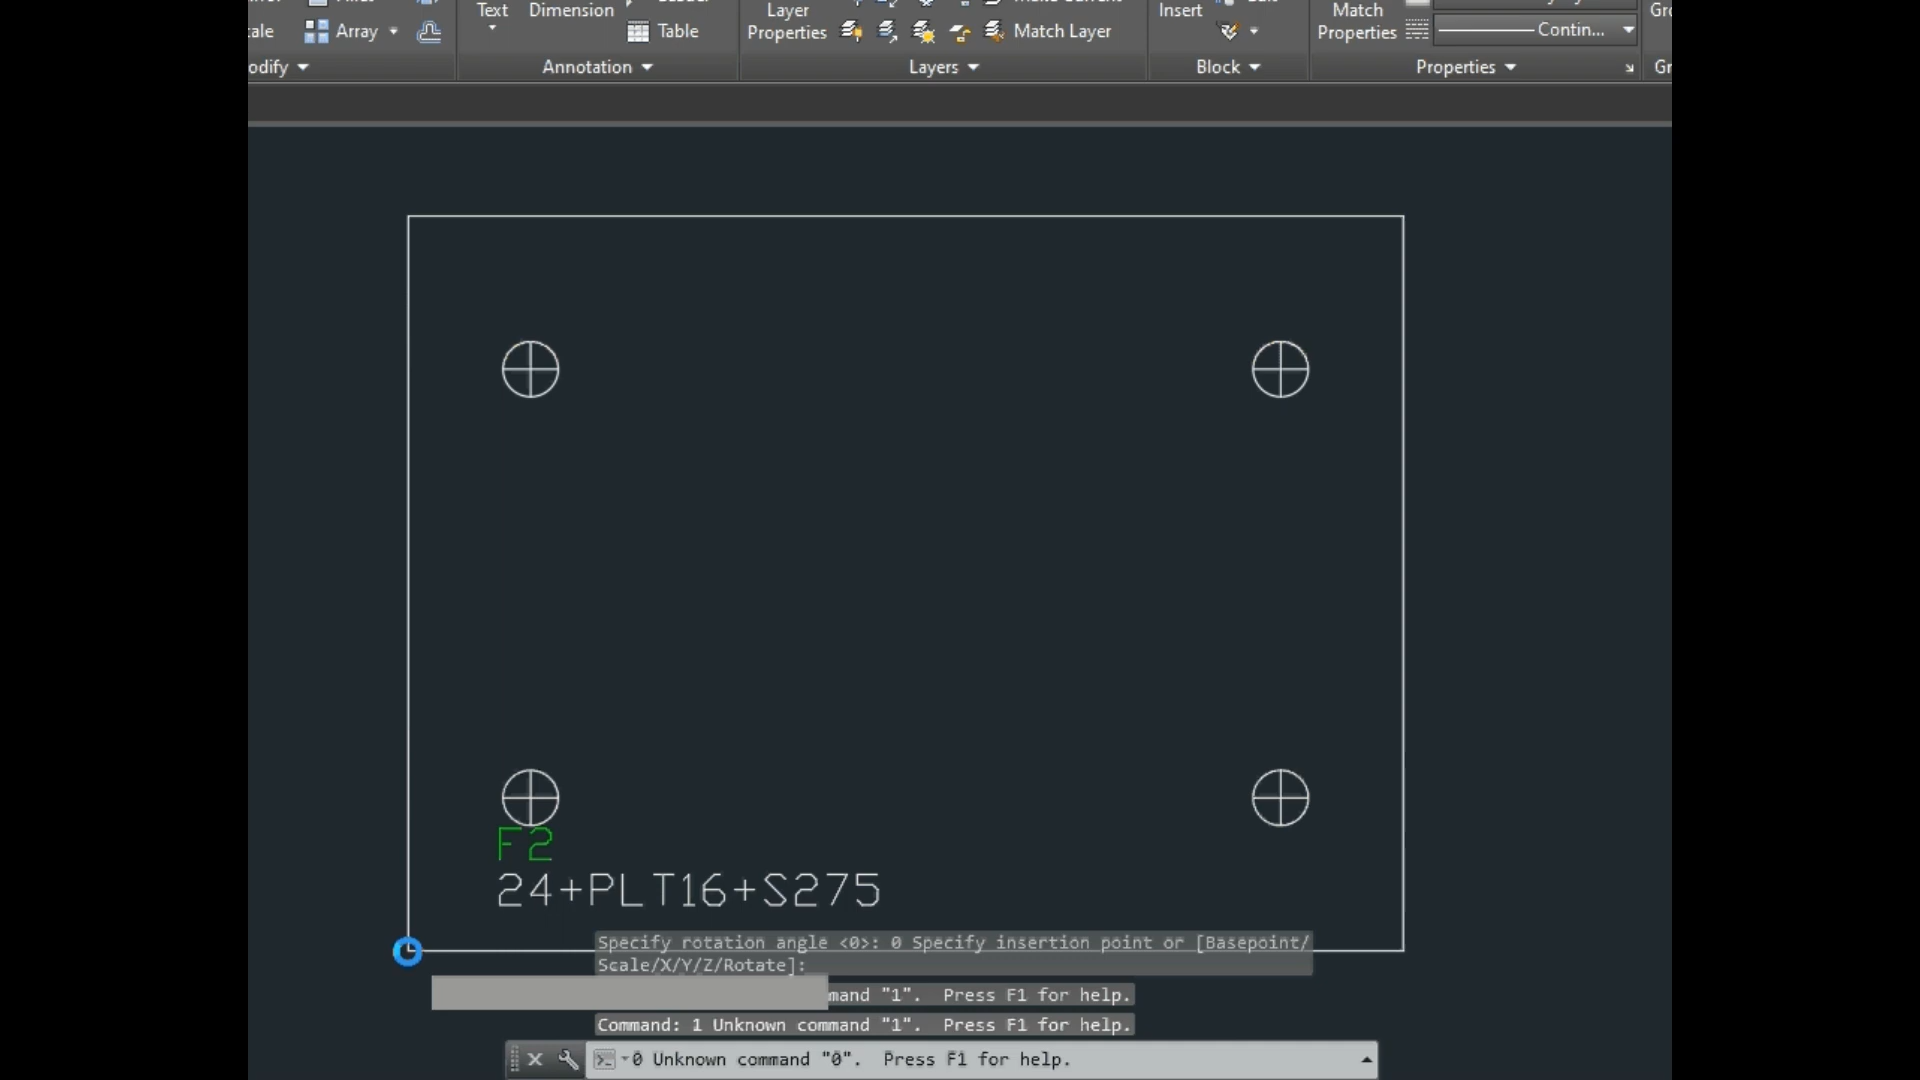 Text Dimension Layer Properties Insert Match Properties
ale Array Table Match Layer Contin...
odify Annotation Layers Block Properties Gr
F2
24+PLT16+S275
Specify rotation angle <0>: 0 Specify insertion point or [Basepoint/
Scale/X/Y/Z/Rotate]:
mand "1". Press F1 for help.
Command: 1 Unknown command "1". Press F1 for help.
0 Unknown command "0". Press F1 for help.